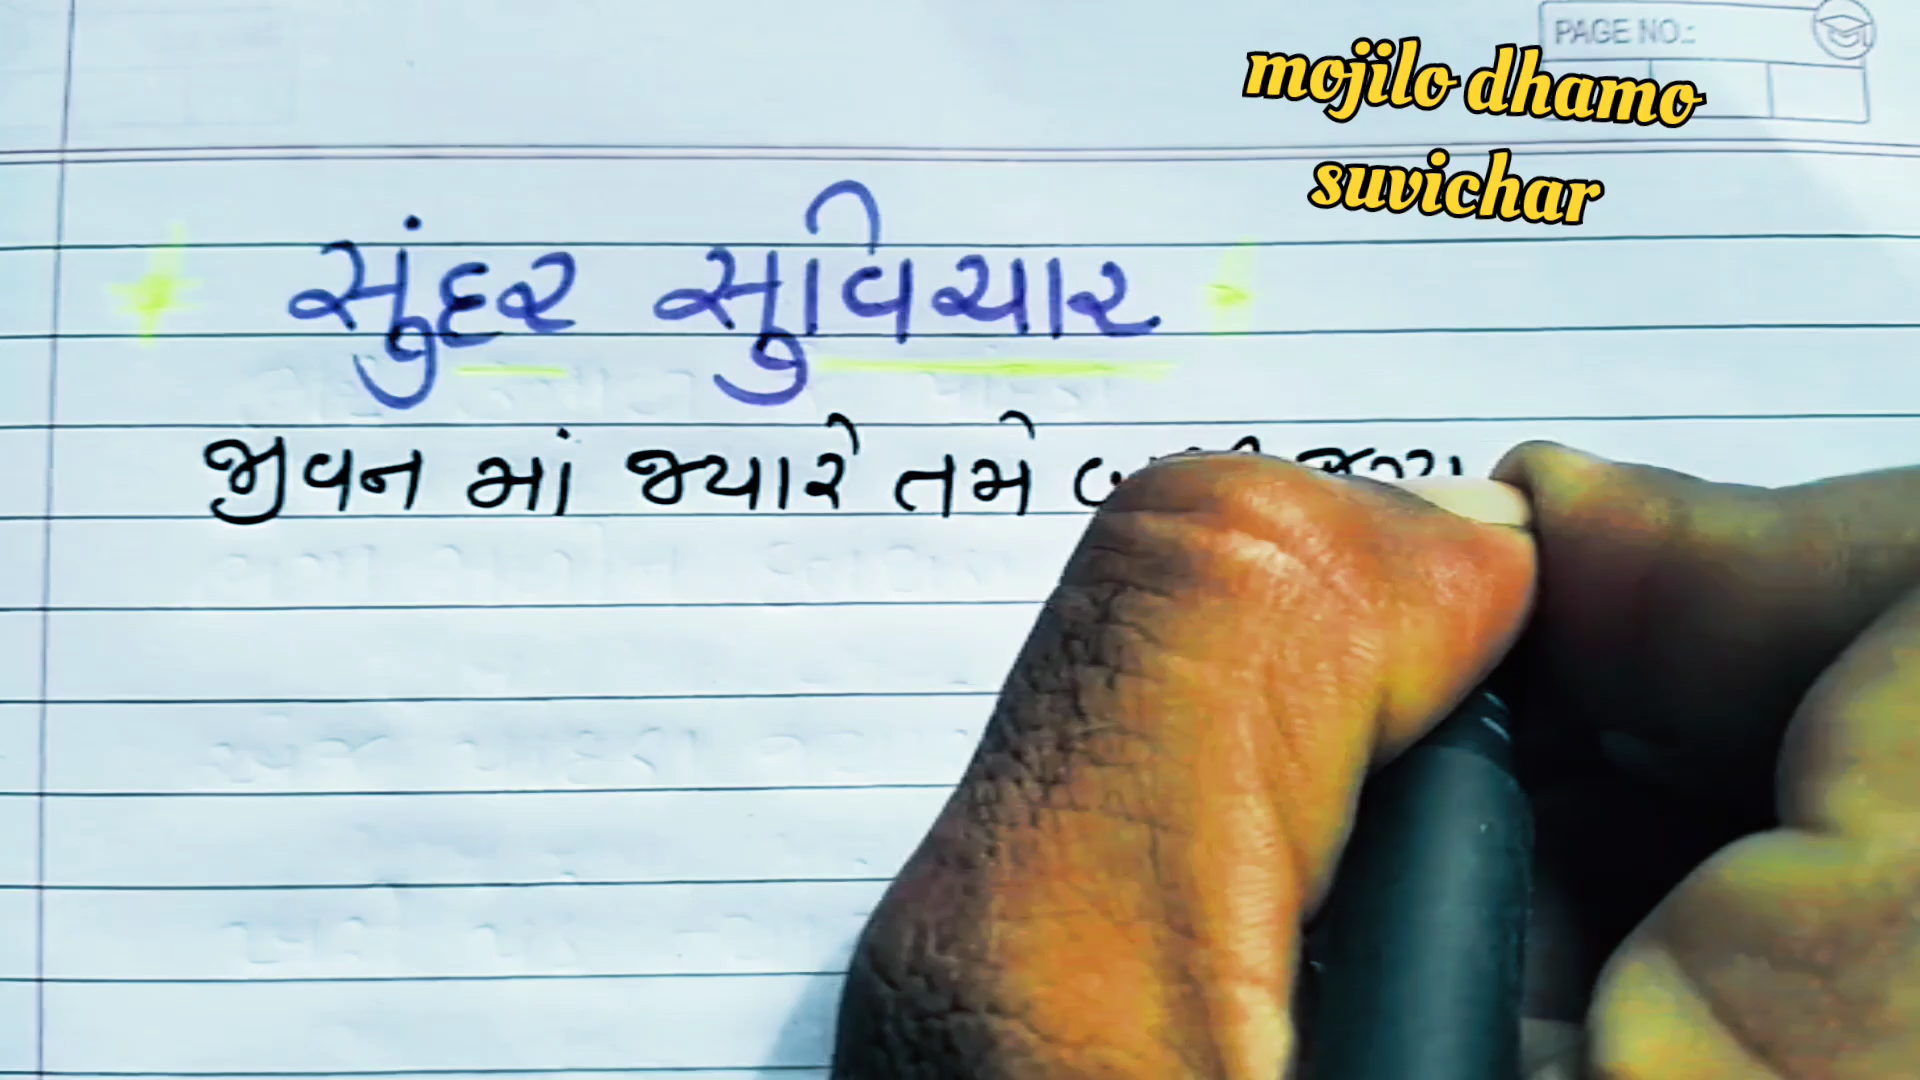 PAGE NO.:
mojilo dhamo
suvichar
સુંદર સુવિચાર
જીવન માં જ્યારે તમે